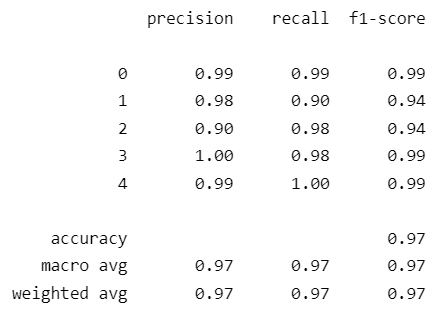 precision recall f1-score
0 0.99 0.99 0.99
1 0.98 0.90 0.94
2 0.90 0.98 0.94
3 1.00 0.98 0.99
4 0.99 1.00 0.99
accuracy 0.97
macro avg 0.97 0.97 0.97
weighted avg 0.97 0.97 0.97